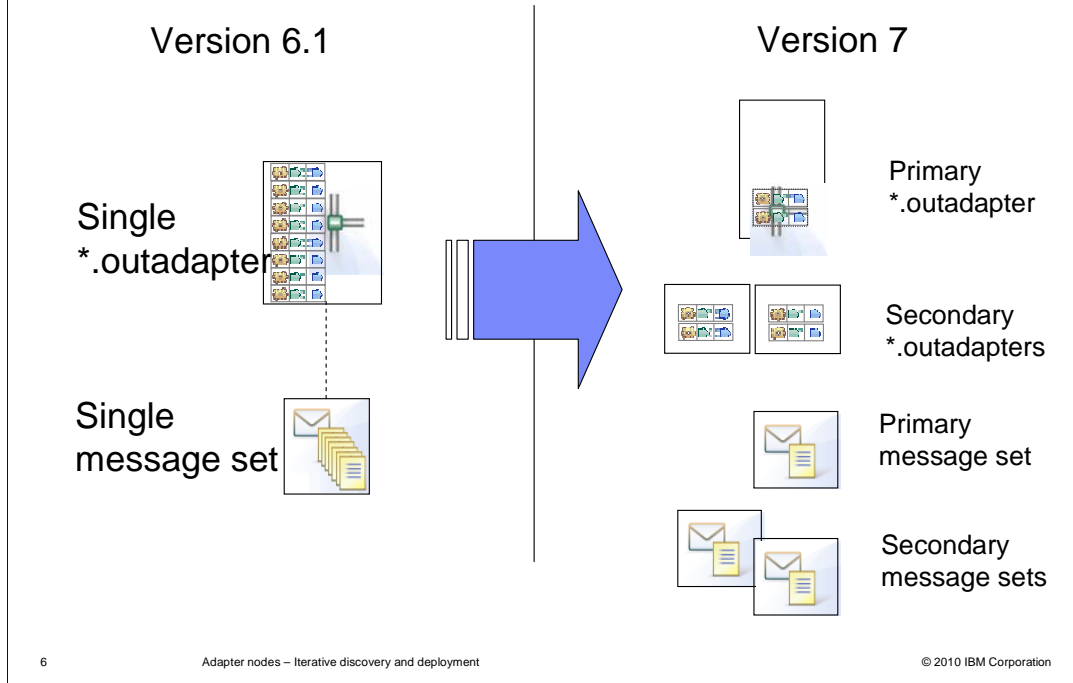 Version 6.1
Version 7
Single
*.outadapter
Single
message set
Primary
*.outadapter
Secondary
*.outadapters
Primary
message set
Secondary
message sets
6
Adapter nodes – Iterative discovery and deployment
© 2010 IBM Corporation